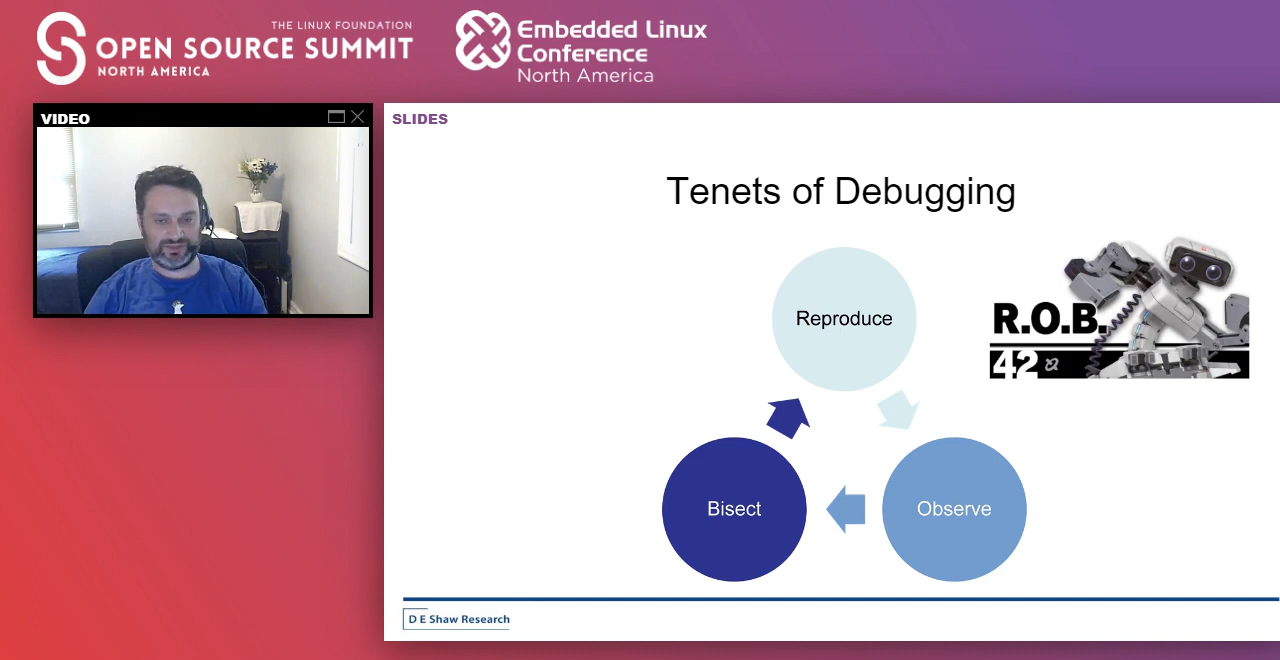 THE LINUX FOUNDATION
OPEN SOURCE SUMMIT
NORTH AMERICA
Embedded Linux
Conference
North America
VIDEO
SLIDES
Tenets of Debugging
Reproduce
R.O.B.
42
Bisect
Observe
D E Shaw Research